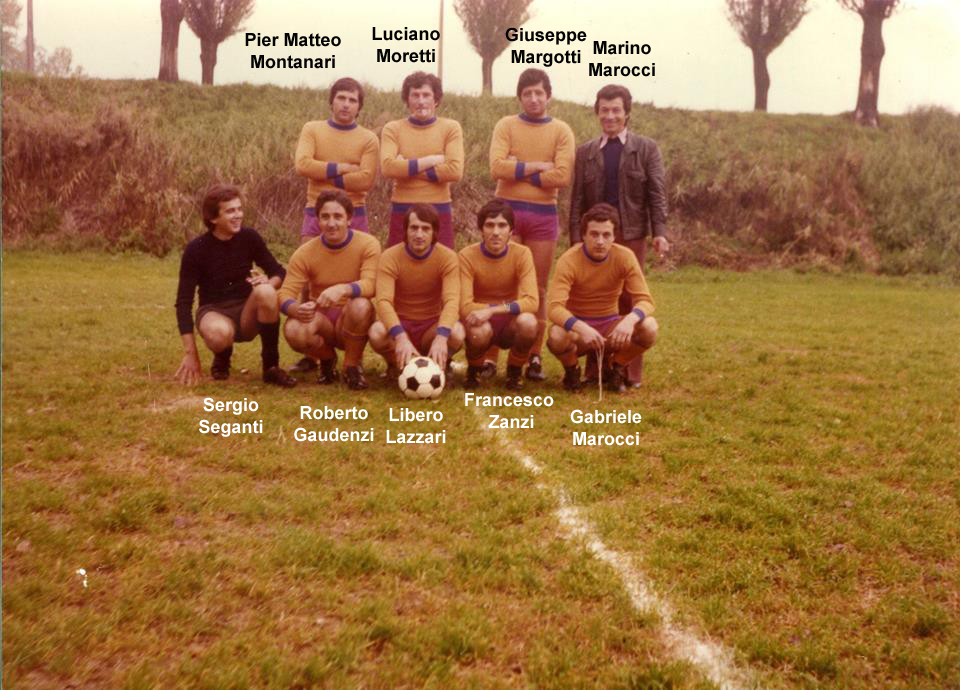 Pier Matteo
Montanari
Luciano
Moretti
Giuseppe
Margotti
Marino
Marocci
Sergio
Seganti
Roberto
Gaudenzi
Libero
Lazzari
Francesco
Zanzi
Gabriele
Marocci